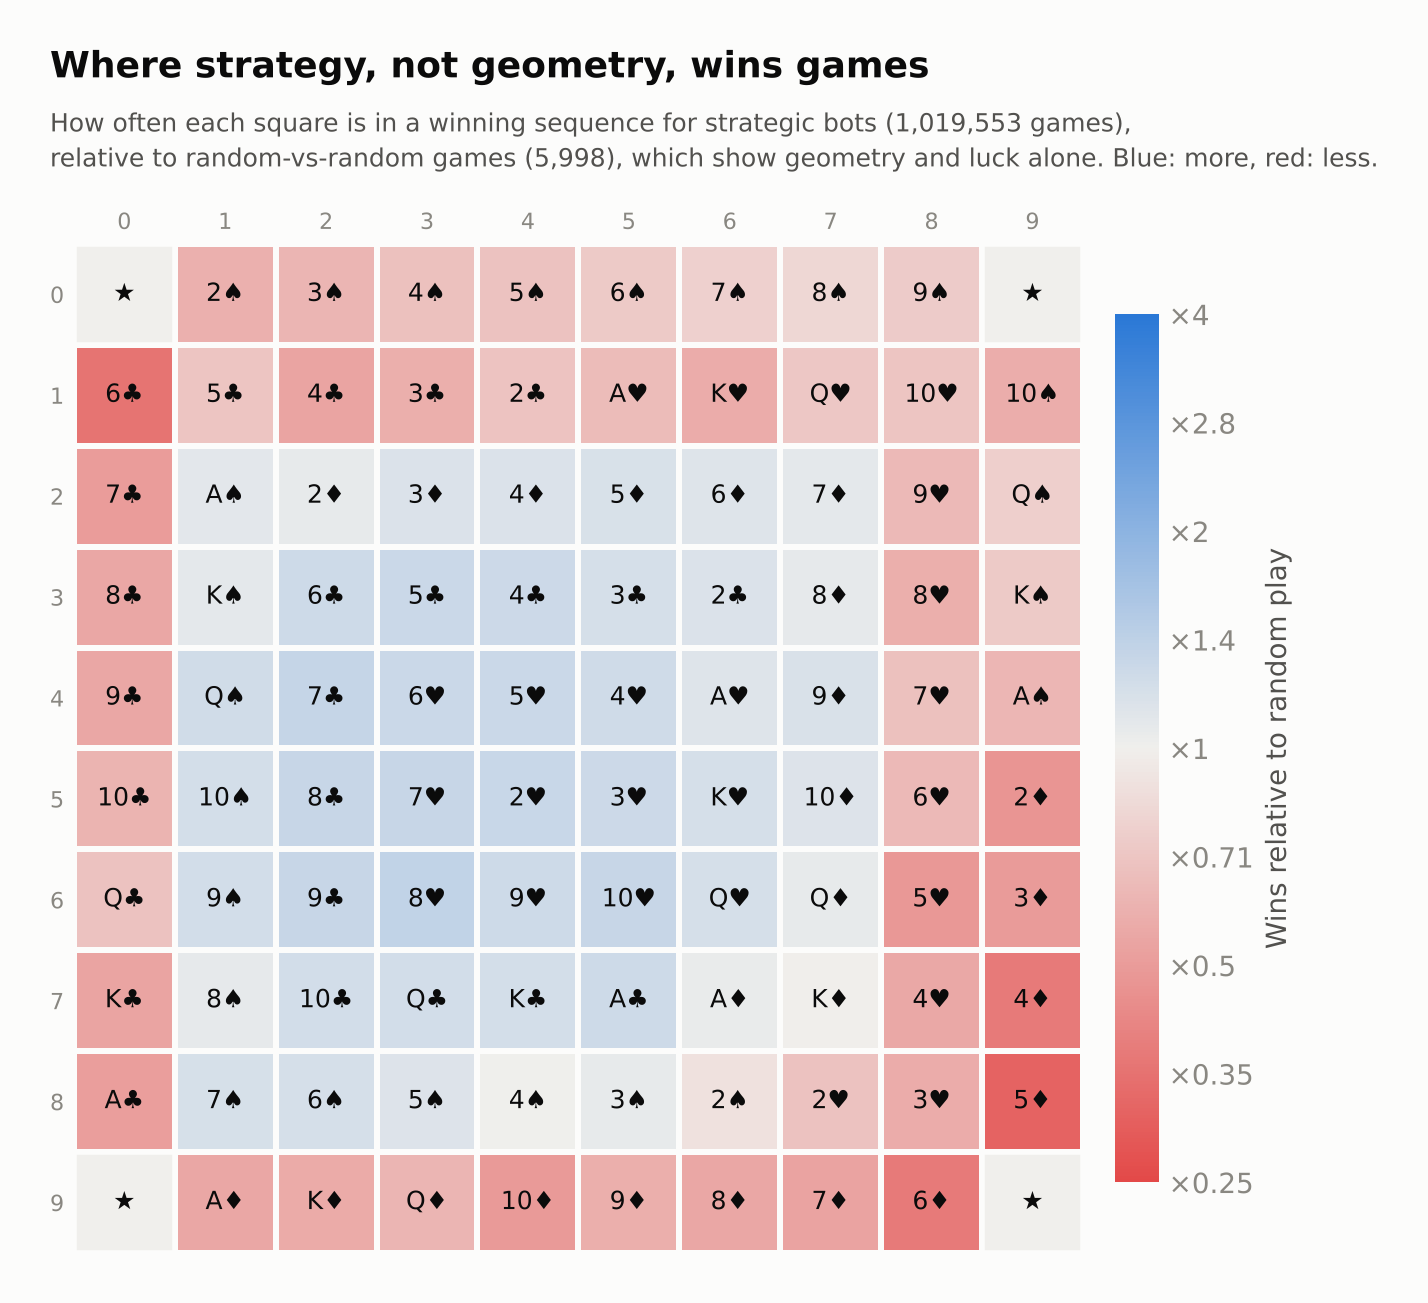 Where strategy, not geometry, wins games
How often each square is in a winning sequence for strategic bots (1,019,553 games),
relative to random-vs-random games (5,998), which show geometry and luck alone. Blue: more, red: less.
0 1 2 3 4 5 6 7 8 9
0 ★ 2♠ 3♠ 4♠ 5♠ 6♠ 7♠ 8♠ 9♠ ★
1 6♣ 5♣ 4♣ 3♣ 2♣ A♥ K♥ Q♥ 10♥ 10♠
2 7♣ A♠ 2♦ 3♦ 4♦ 5♦ 6♦ 7♦ 9♥ Q♠
3 8♣ K♠ 6♣ 5♣ 4♣ 3♣ 2♣ 8♦ 8♥ K♠
4 9♣ Q♠ 7♣ 6♥ 5♥ 4♥ A♥ 9♦ 7♥ A♠
5 10♣ 10♠ 8♣ 7♥ 2♥ 3♥ K♥ 10♦ 6♥ 2♦
6 Q♣ 9♠ 9♣ 8♥ 9♥ 10♥ Q♥ Q♦ 5♥ 3♦
7 K♣ 8♠ 10♣ Q♣ K♣ A♣ A♦ K♦ 4♥ 4♦
8 A♣ 7♠ 6♠ 5♠ 4♠ 3♠ 2♠ 2♥ 3♥ 5♦
9 ★ A♦ K♦ Q♦ 10♦ 9♦ 8♦ 7♦ 6♦ ★
×4
×2.8
×2
×1.4
×1
×0.71
×0.5
×0.35
×0.25
Wins relative to random play